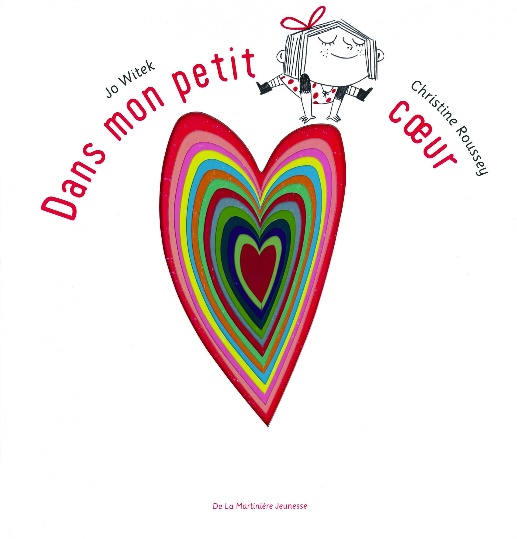 Jo Witek
Dans mon petit cœur
Christine Roussey
De La Martinière Jeunesse